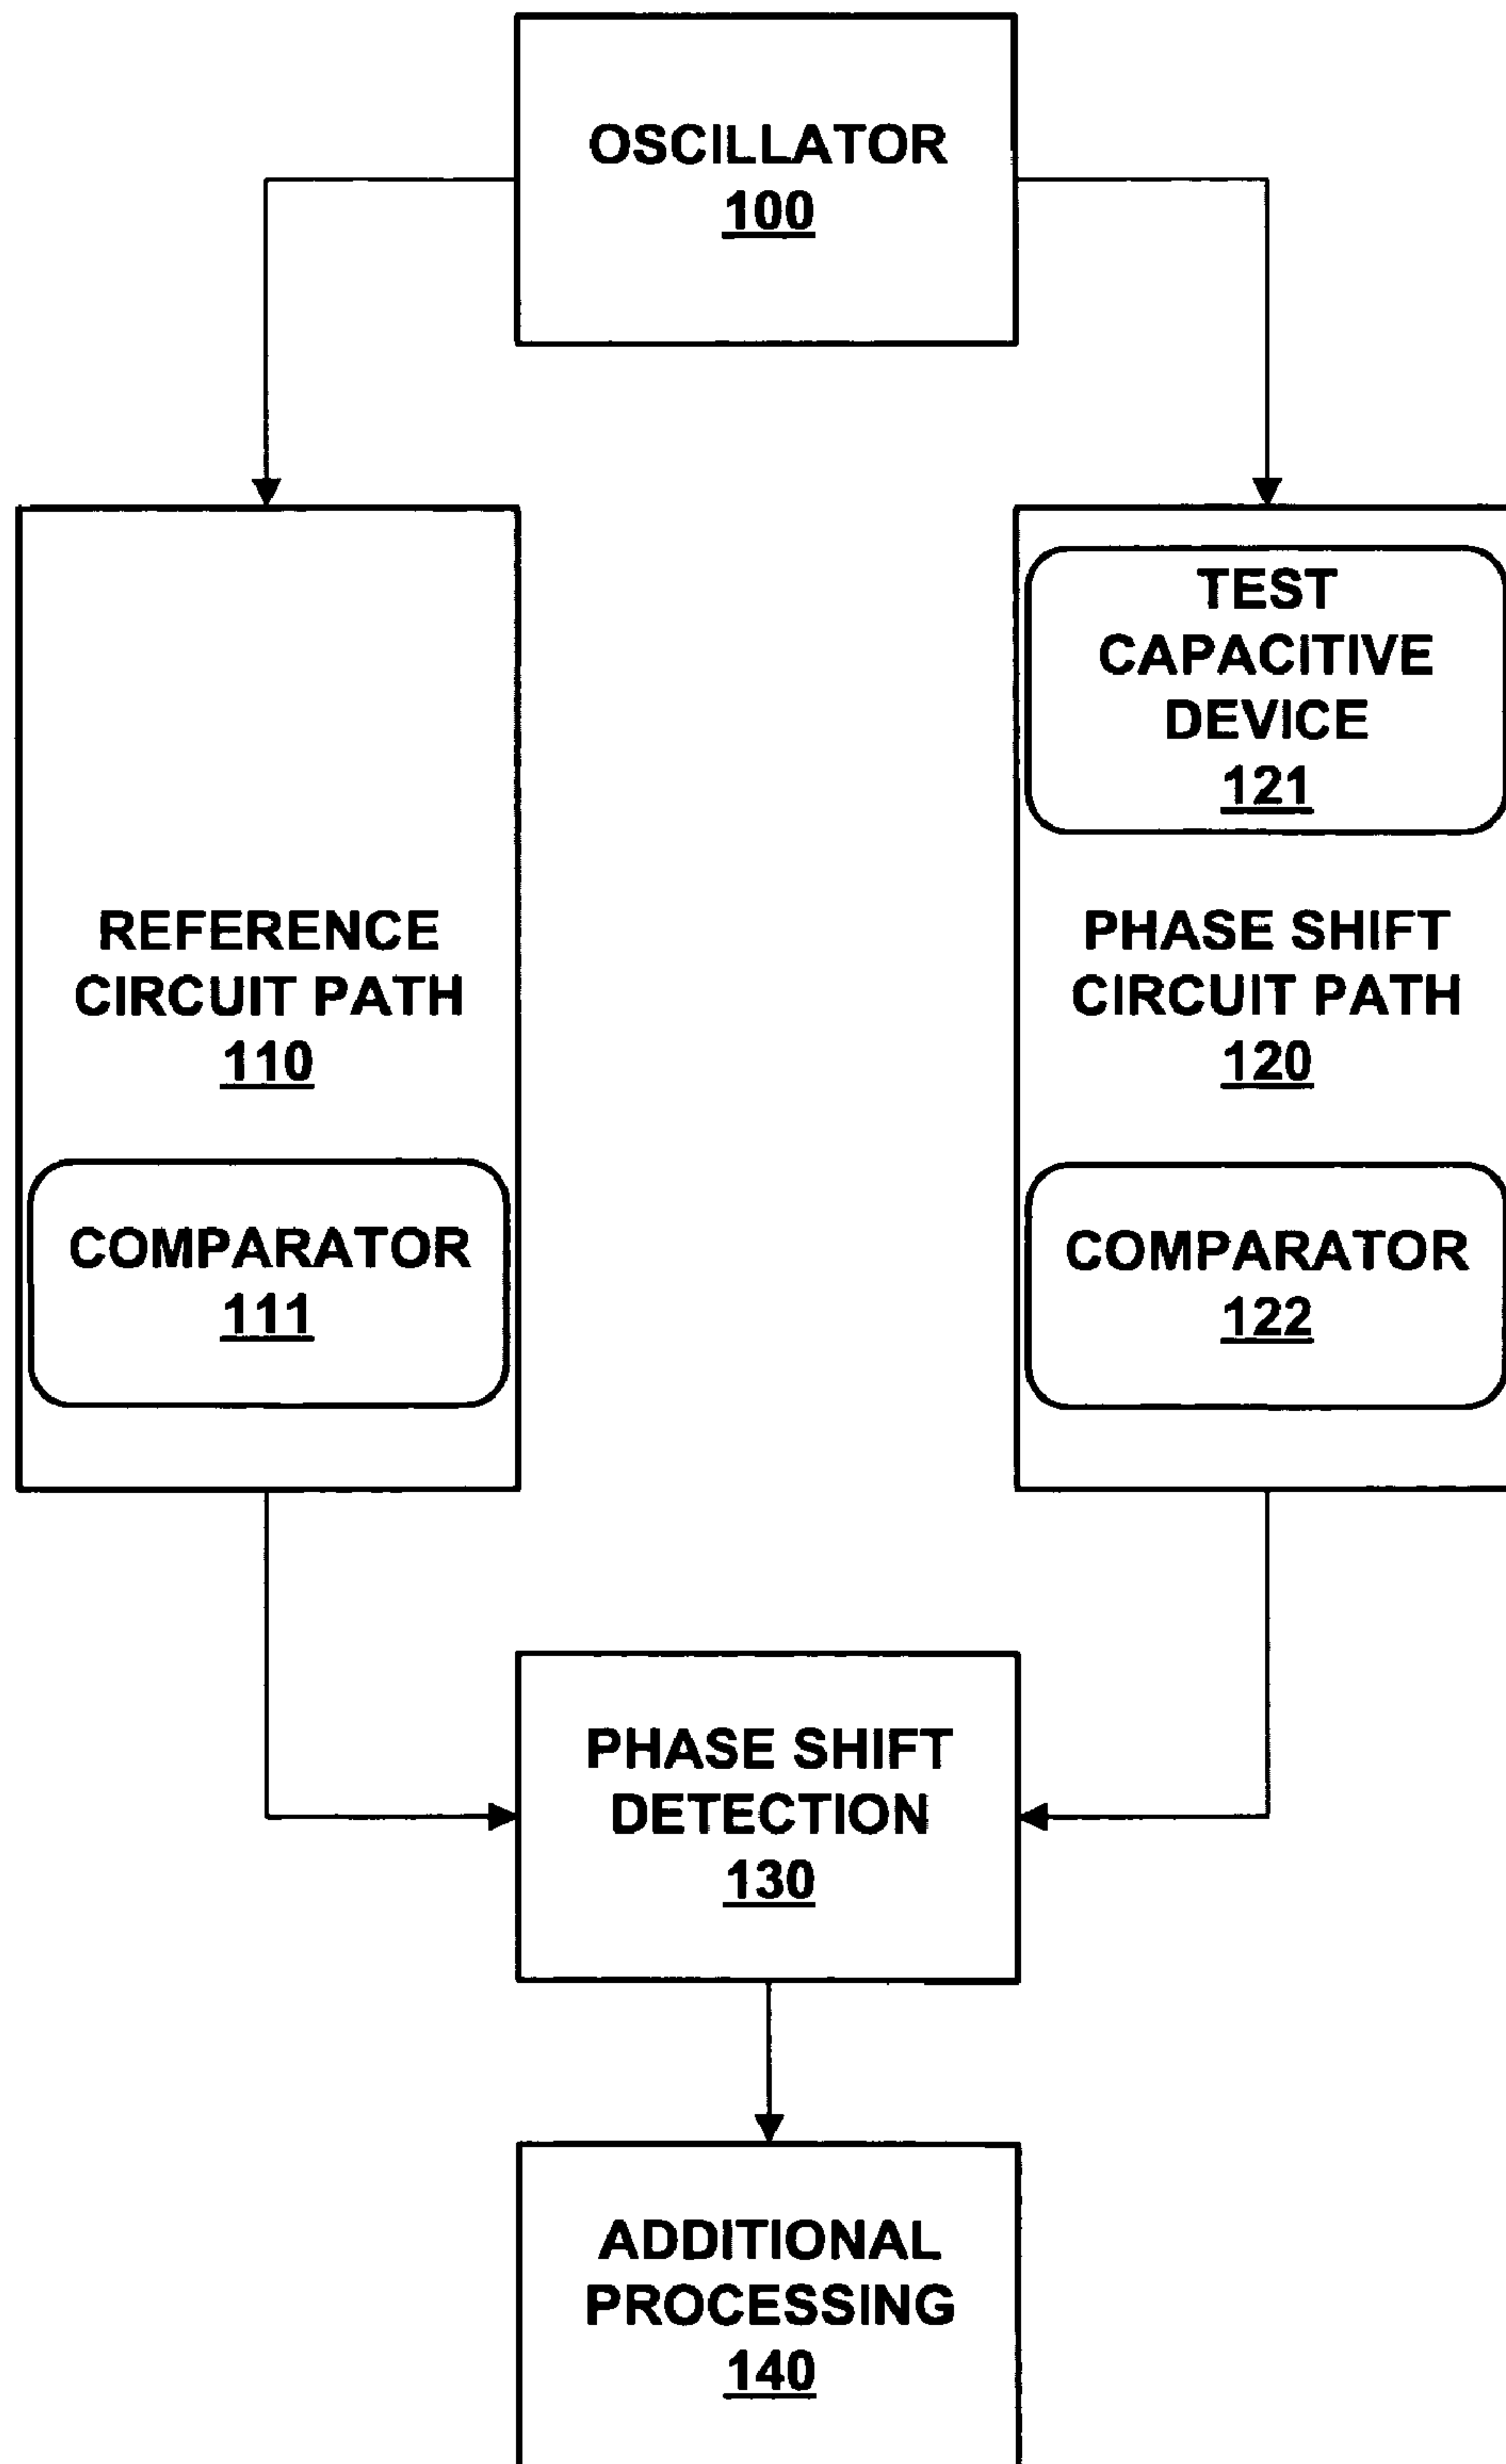 OSCILLATOR
100
TEST
CAPACITIVE
DEVICE
121
REFERENCE
CIRCUIT PATH
110
PHASE SHIFT
CIRCUIT PATH
120
COMPARATOR
111
COMPARATOR
122
PHASE SHIFT
DETECTION
130
ADDITIONAL
PROCESSING
140